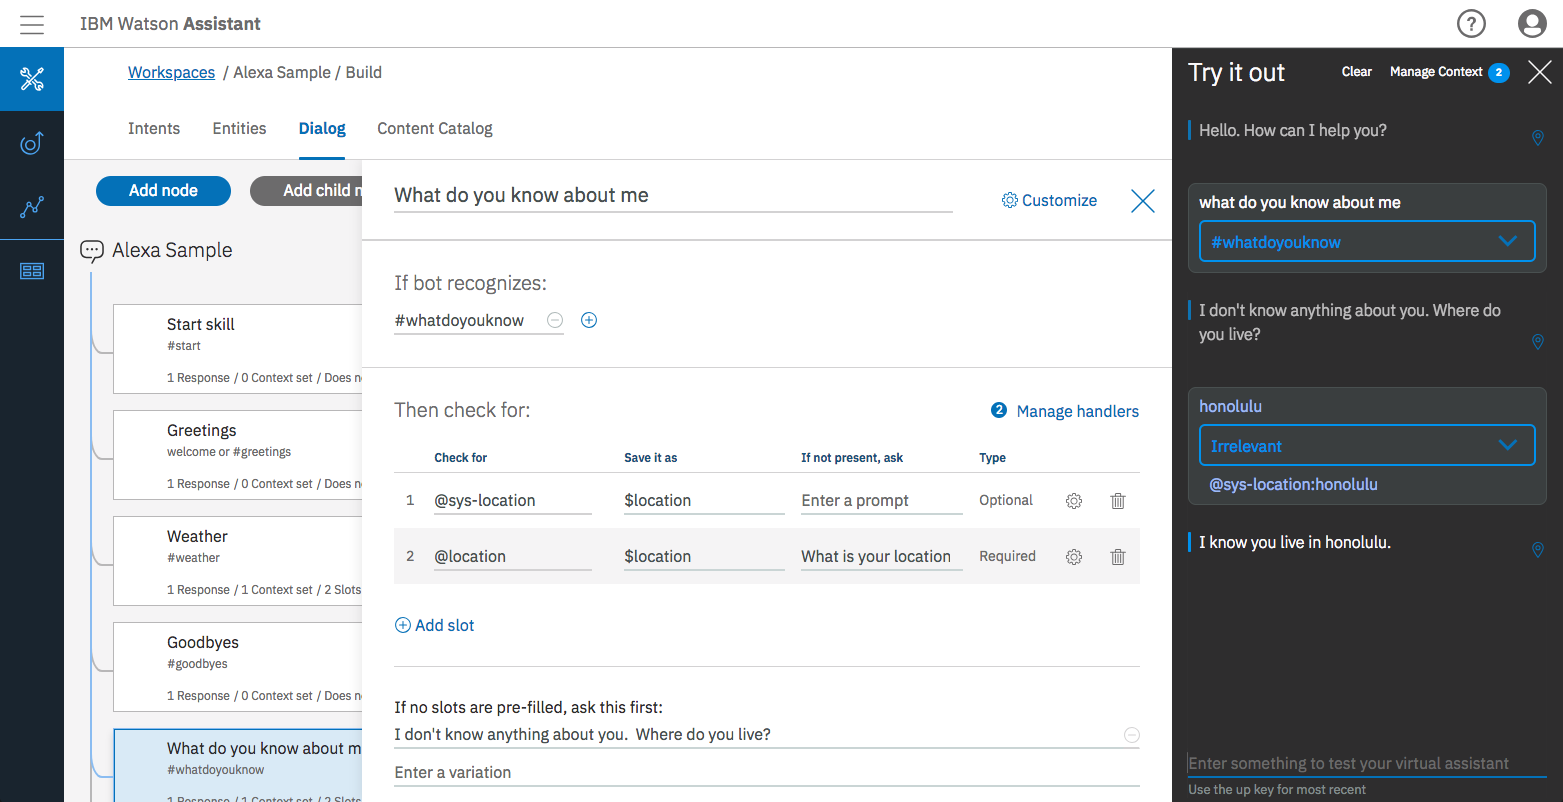 IBM Watson Assistant
?
Workspaces / Alexa Sample / Build
Intents Entities Dialog Content Catalog
Add node Add child n
Alexa Sample
Start skill
#start
1 Response / 0 Context set / Does n
Greetings
welcome or #greetings
1 Response / 0 Context set / Does n
Weather
#weather
1 Response / 1 Context set / 2 Slots
Goodbyes
#goodbyes
1 Response / 0 Context set / Does n
What do you know about m
#whatdoyouknow
1 Response / 1 Context set / 2 Slots
What do you know about me
Customize
If bot recognizes:
#whatdoyouknow
Then check for:
2 Manage handlers
Check for Save it as If not present, ask Type
1 @sys-location $location Enter a prompt Optional
2 @location $location What is your location Required
Add slot
If no slots are pre-filled, ask this first:
I don't know anything about you. Where do you live?
Enter a variation
Try it out Clear Manage Context 2
Hello. How can I help you?
what do you know about me
#whatdoyouknow
I don't know anything about you. Where do
you live?
honolulu
Irrelevant
@sys-location:honolulu
I know you live in honolulu.
Enter something to test your virtual assistant
Use the up key for most recent